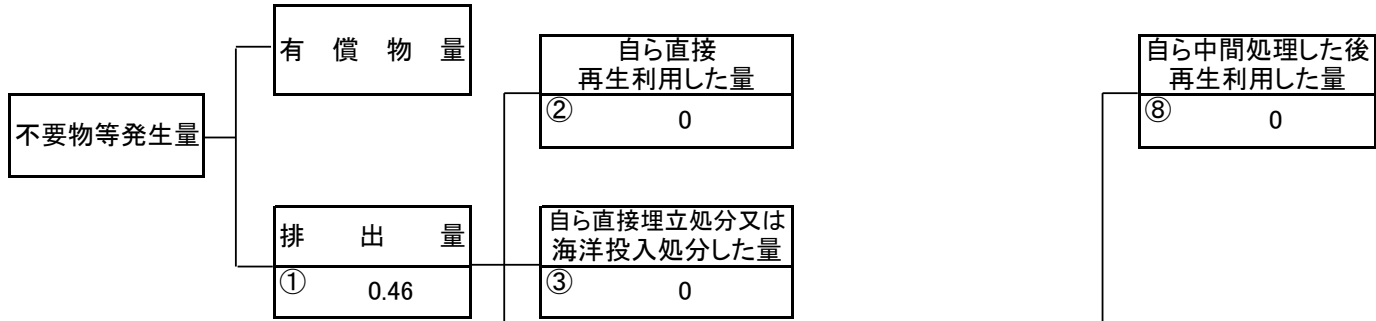 有償物量
自ら直接
再生利用した量
② 0
自ら中間処理した後
再生利用した量
⑧ 0
不要物等発生量
排出量
① 0.46
自ら直接埋立処分又は
海洋投入処分した量
③ 0